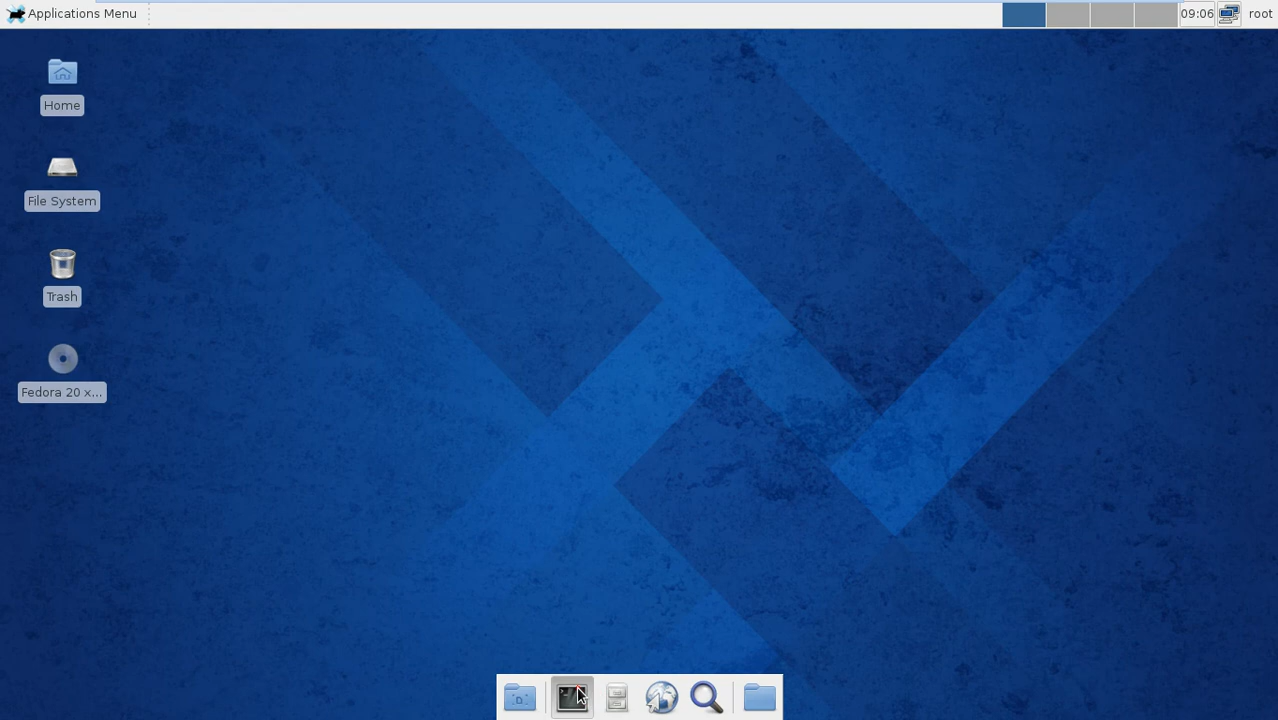 Applications Menu
09:06
root
Home
File System
Trash
Fedora 20 x...